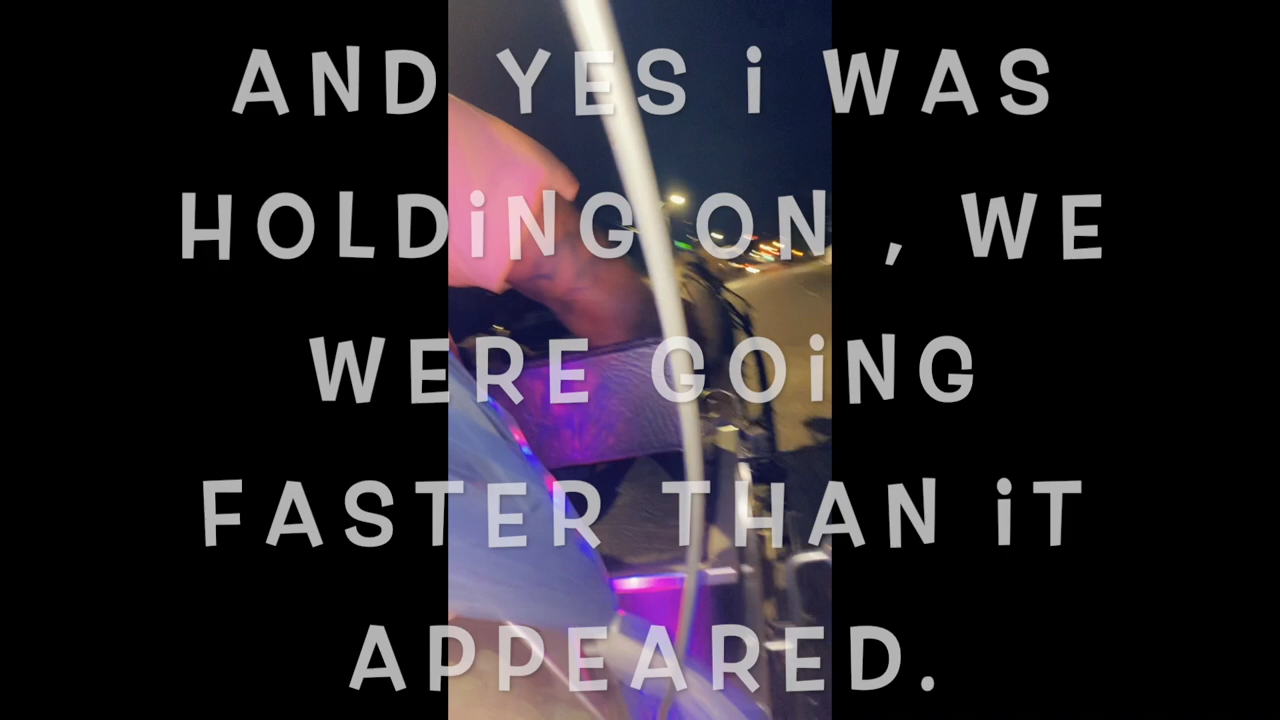 AND YES i WAS
HOLDiNG ON , WE
WERE GOiNG
FASTER THAN iT
APPEARED.